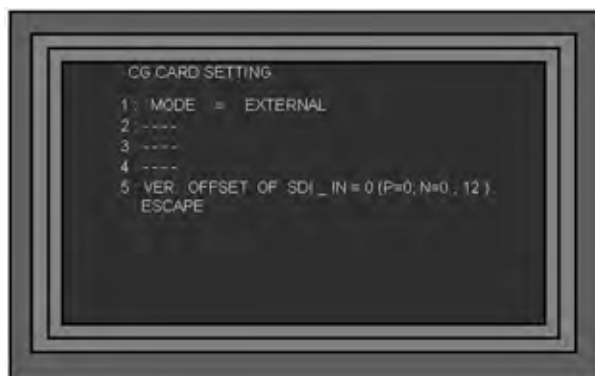 CG CARD SETTING
1: MODE = EXTERNAL
2 ----
3 ----
4 ----
5 VER. OFFSET OF SDI _ IN = 0 (P=0; N=0 , 12 )
ESCAPE